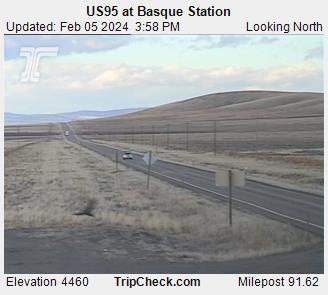 US95 at Basque Station
Updated: Feb 05 2024 3:58 PM Looking North
Elevation 4460 TripCheck.com Milepost 91.62